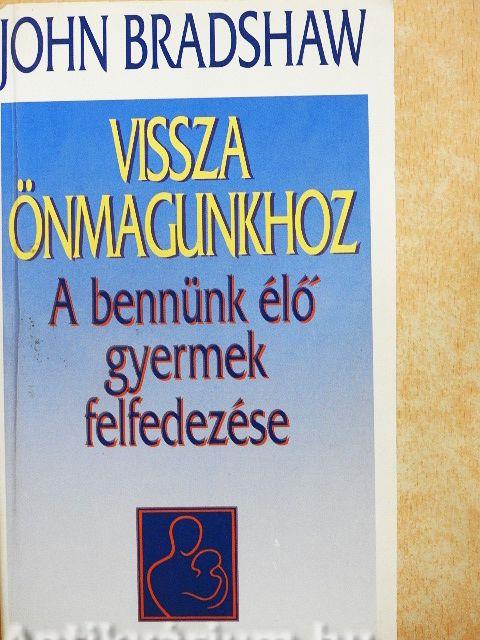 JOHN BRADSHAW
VISSZA
ÖNMAGUNKHOZ
A bennünk élő
gyermek
felfedezése